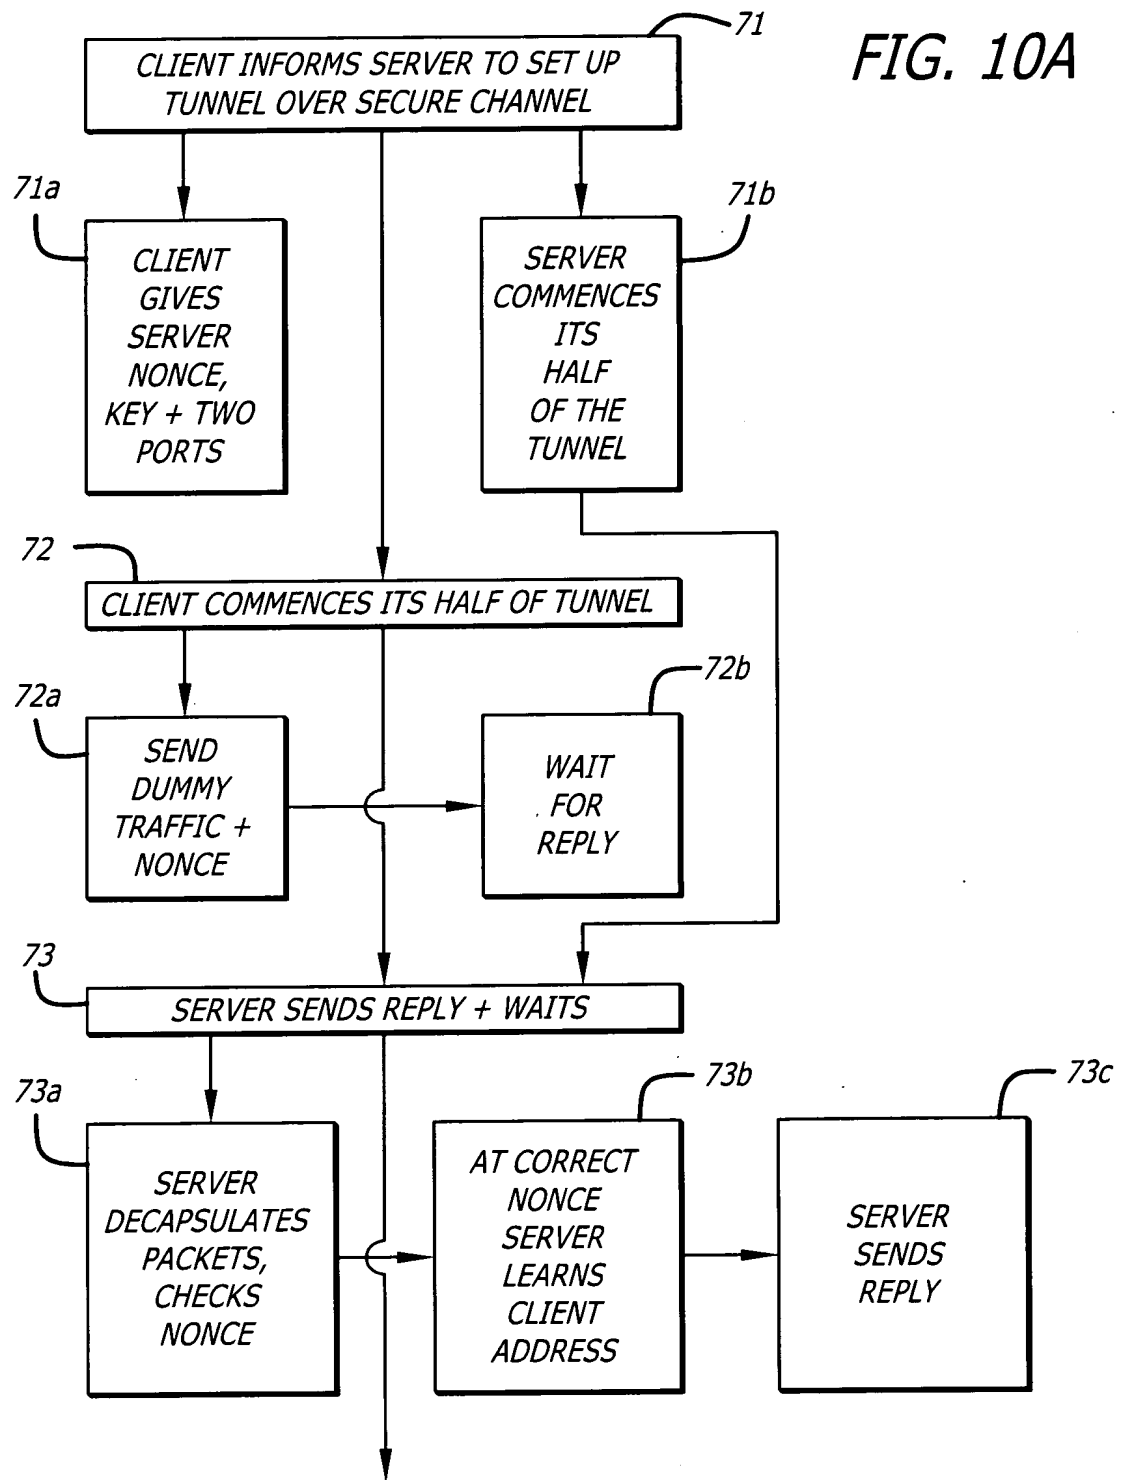 71
FIG. 10A
CLIENT INFORMS SERVER TO SET UP
TUNNEL OVER SECURE CHANNEL
71a
CLIENT
GIVES
SERVER
NONCE,
KEY + TWO
PORTS
71b
SERVER
COMMENCES
ITS
HALF
OF THE
TUNNEL
72
CLIENT COMMENCES ITS HALF OF TUNNEL
72a
SEND
DUMMY
TRAFFIC +
NONCE
72b
WAIT
FOR
REPLY
73
SERVER SENDS REPLY + WAITS
73a
SERVER
DECAPSULATES
PACKETS,
CHECKS
NONCE
73b
AT CORRECT
NONCE
SERVER
LEARNS
CLIENT
ADDRESS
73c
SERVER
SENDS
REPLY